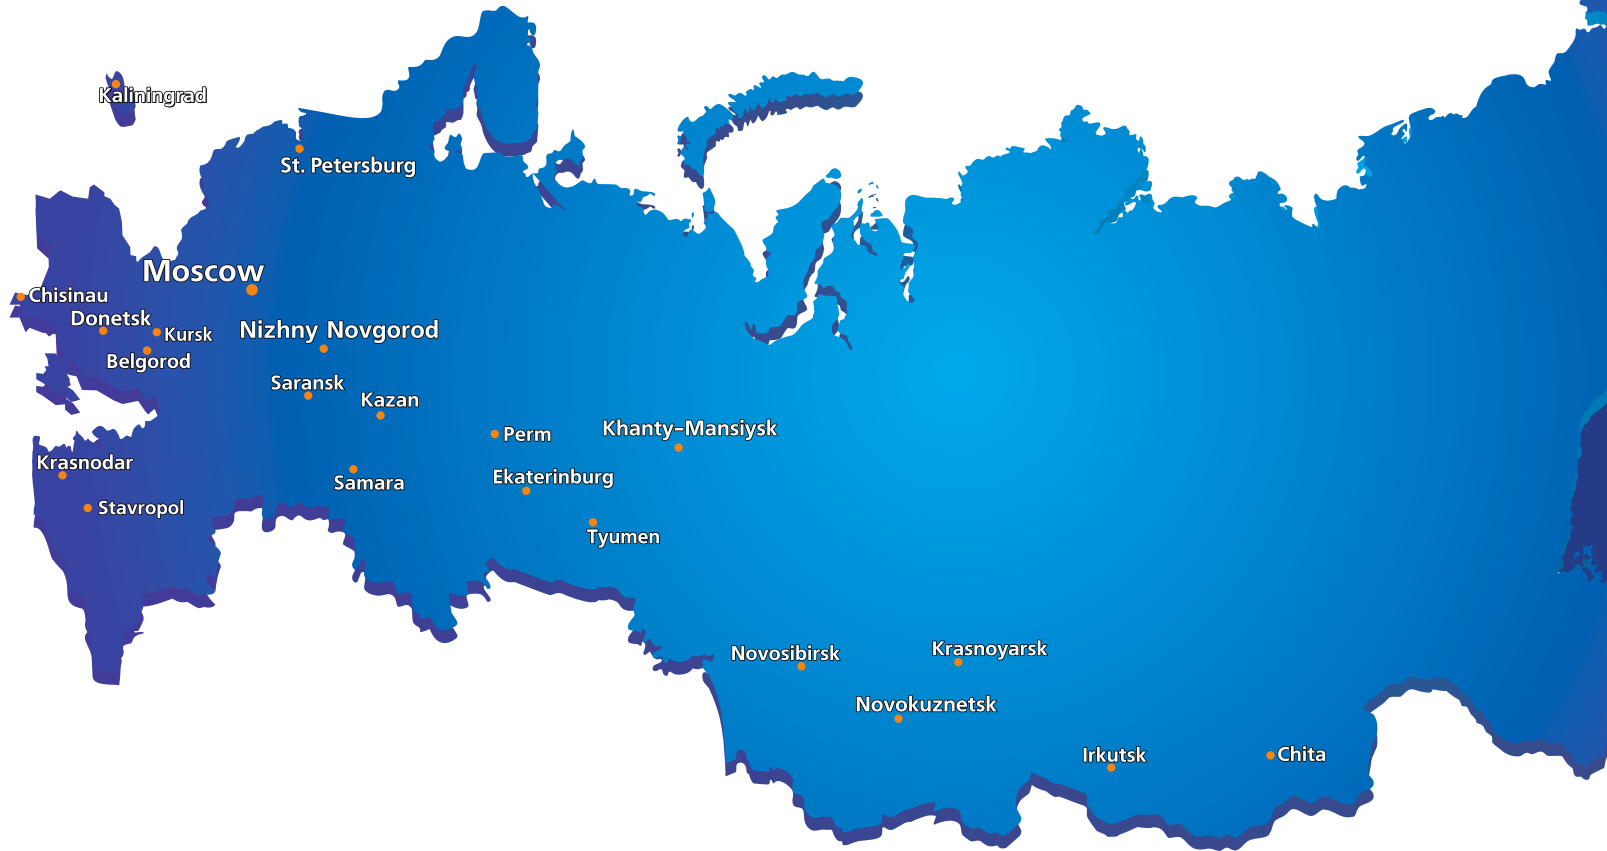 Kaliningrad
St. Petersburg
Moscow
Chisinau
Donetsk
Kursk
Nizhny Novgorod
Belgorod
Saransk
Kazan
Khanty-Mansiysk
Perm
Krasnodar
Ekaterinburg
Samara
Stavropol
Tyumen
Krasnoyarsk
Novosibirsk
Novokuznetsk
Irkutsk
Chita